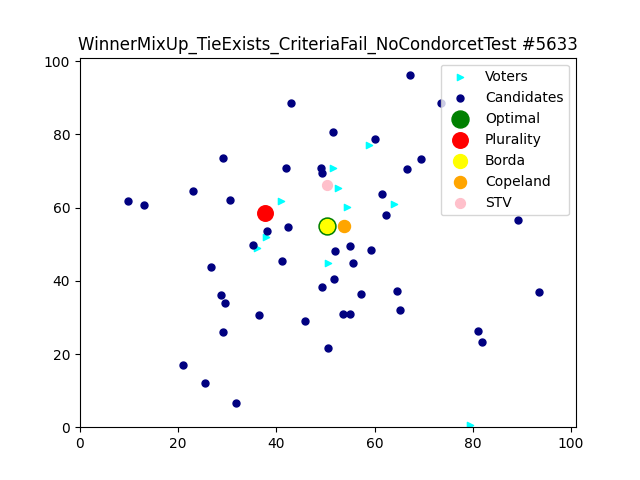 WinnerMixUp_TieExists_CriteriaFail_NoCondorcetTest #5633
100
80
60
40
20
0
0 20 40 60 80 100
Voters
Candidates
Optimal
Plurality
Borda
Copeland
STV